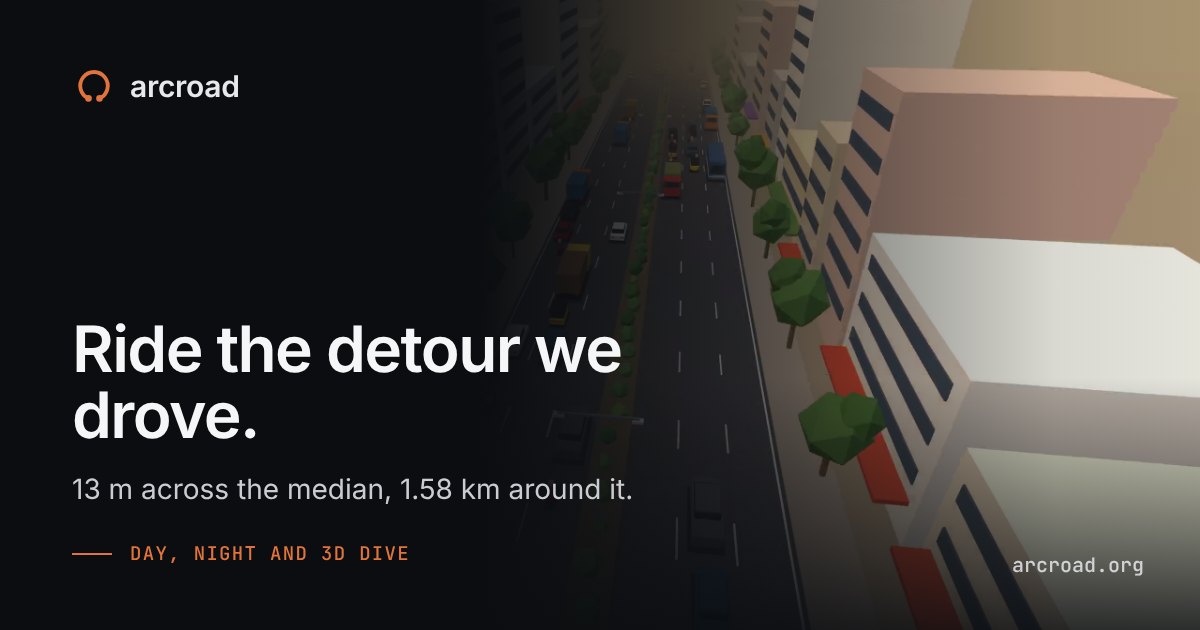 arcroad
Ride the detour we
drove.
13 m across the median, 1.58 km around it.
DAY, NIGHT AND 3D DIVE
arcroad.org